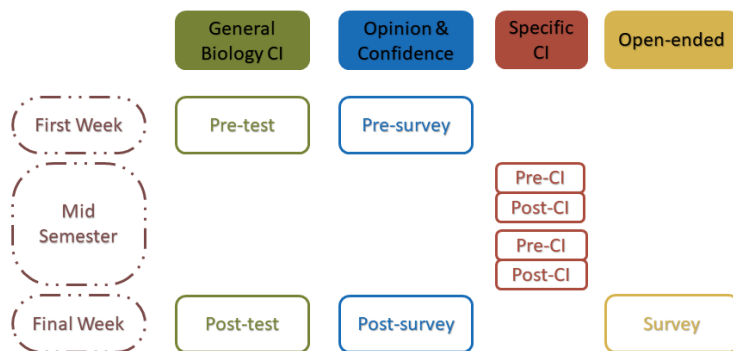 General
Biology CI
Opinion &
Confidence
Specific
CI
Open-ended
First Week
Pre-test
Pre-survey
Mid
Semester
Pre-CI
Post-CI
Pre-CI
Post-CI
Final Week
Post-test
Post-survey
Survey